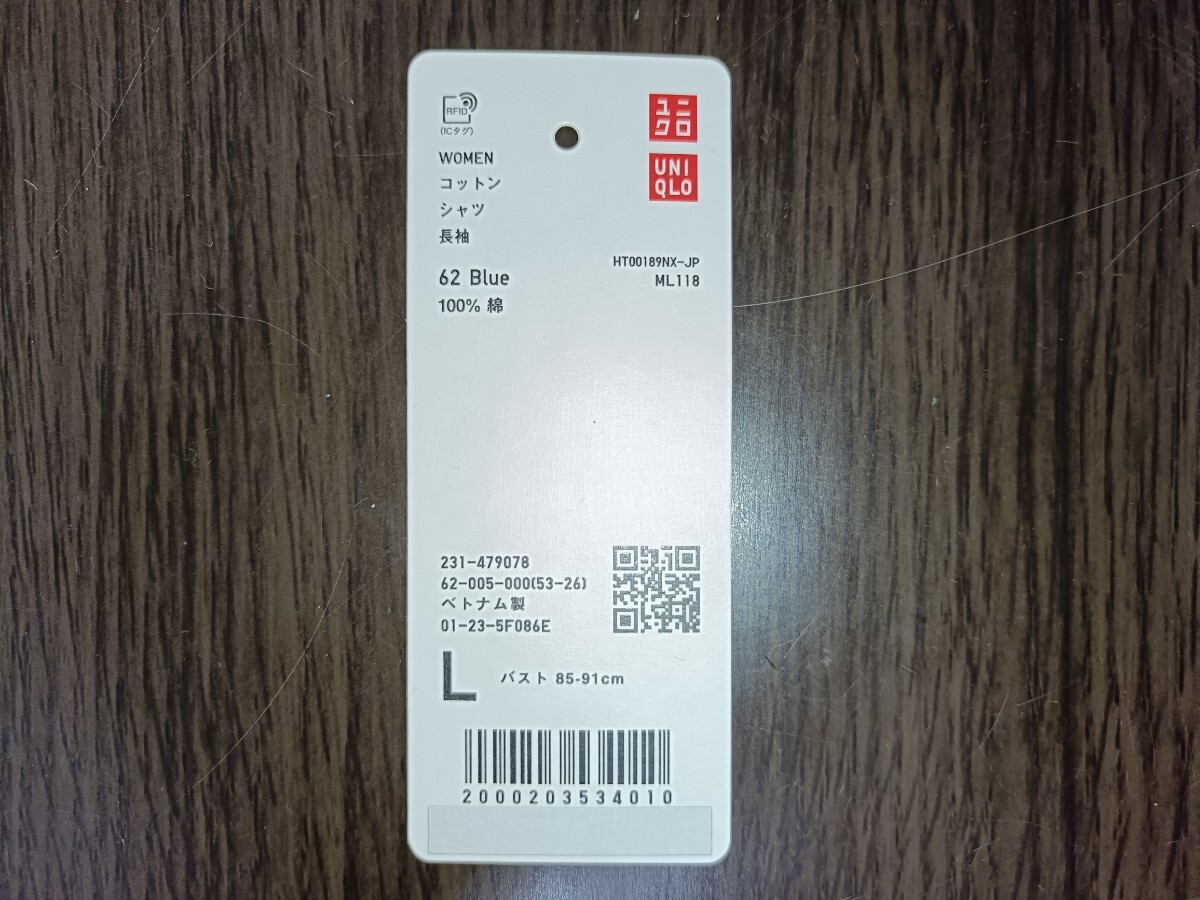 RFID
(ICタグ)
ユニ
クロ
UNI
QLO
WOMEN
コットン
シャツ
長袖
62 Blue
100% 綿
HT00189NX-JP
ML118
231-479078
62-005-000(53-26)
ベトナム製
01-23-5F086E
L
バスト 85-91cm
2000203534010